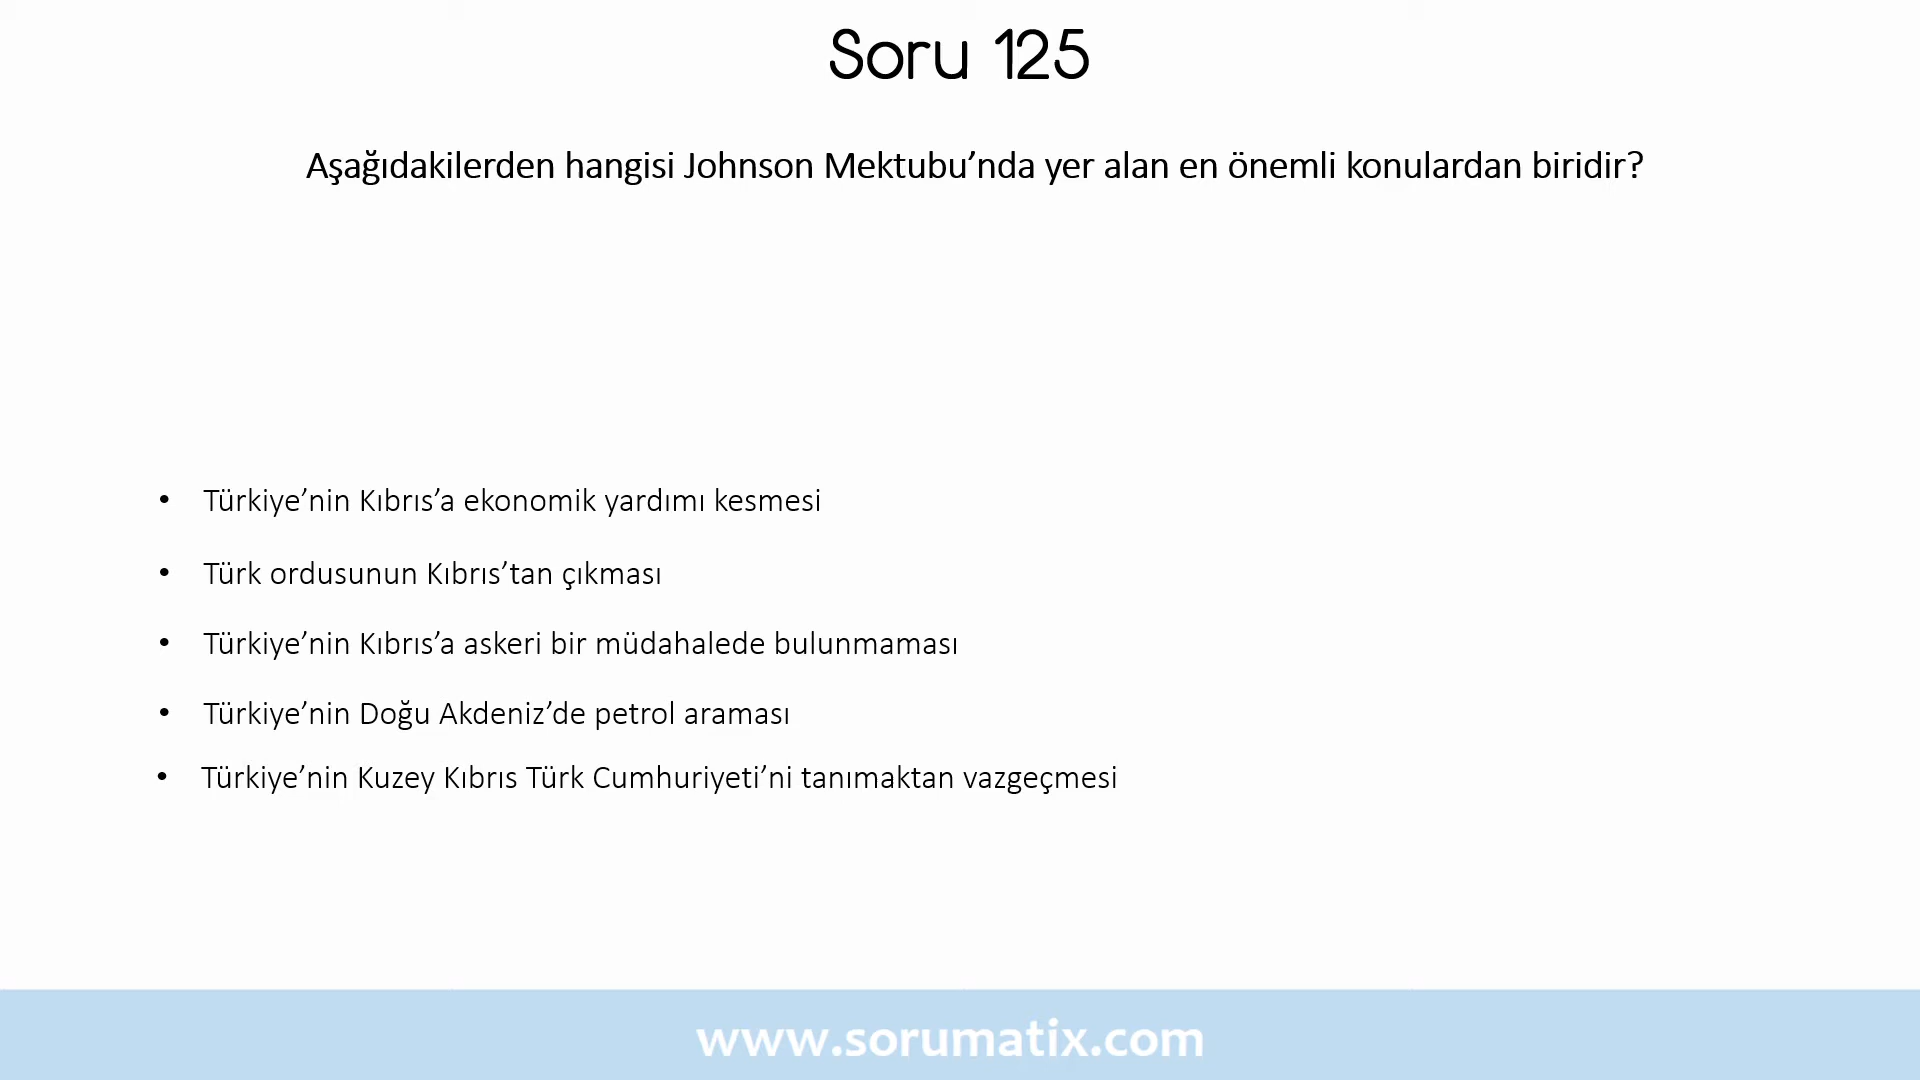 Soru 125
Aşağıdakilerden hangisi Johnson Mektubu’nda yer alan en önemli konulardan biridir?
• Türkiye’nin Kıbrıs’a ekonomik yardımı kesmesi
• Türk ordusunun Kıbrıs’tan çıkması
• Türkiye’nin Kıbrıs’a askeri bir müdahalede bulunmaması
• Türkiye’nin Doğu Akdeniz’de petrol araması
• Türkiye’nin Kuzey Kıbrıs Türk Cumhuriyeti’ni tanımaktan vazgeçmesi
www.sorumatix.com